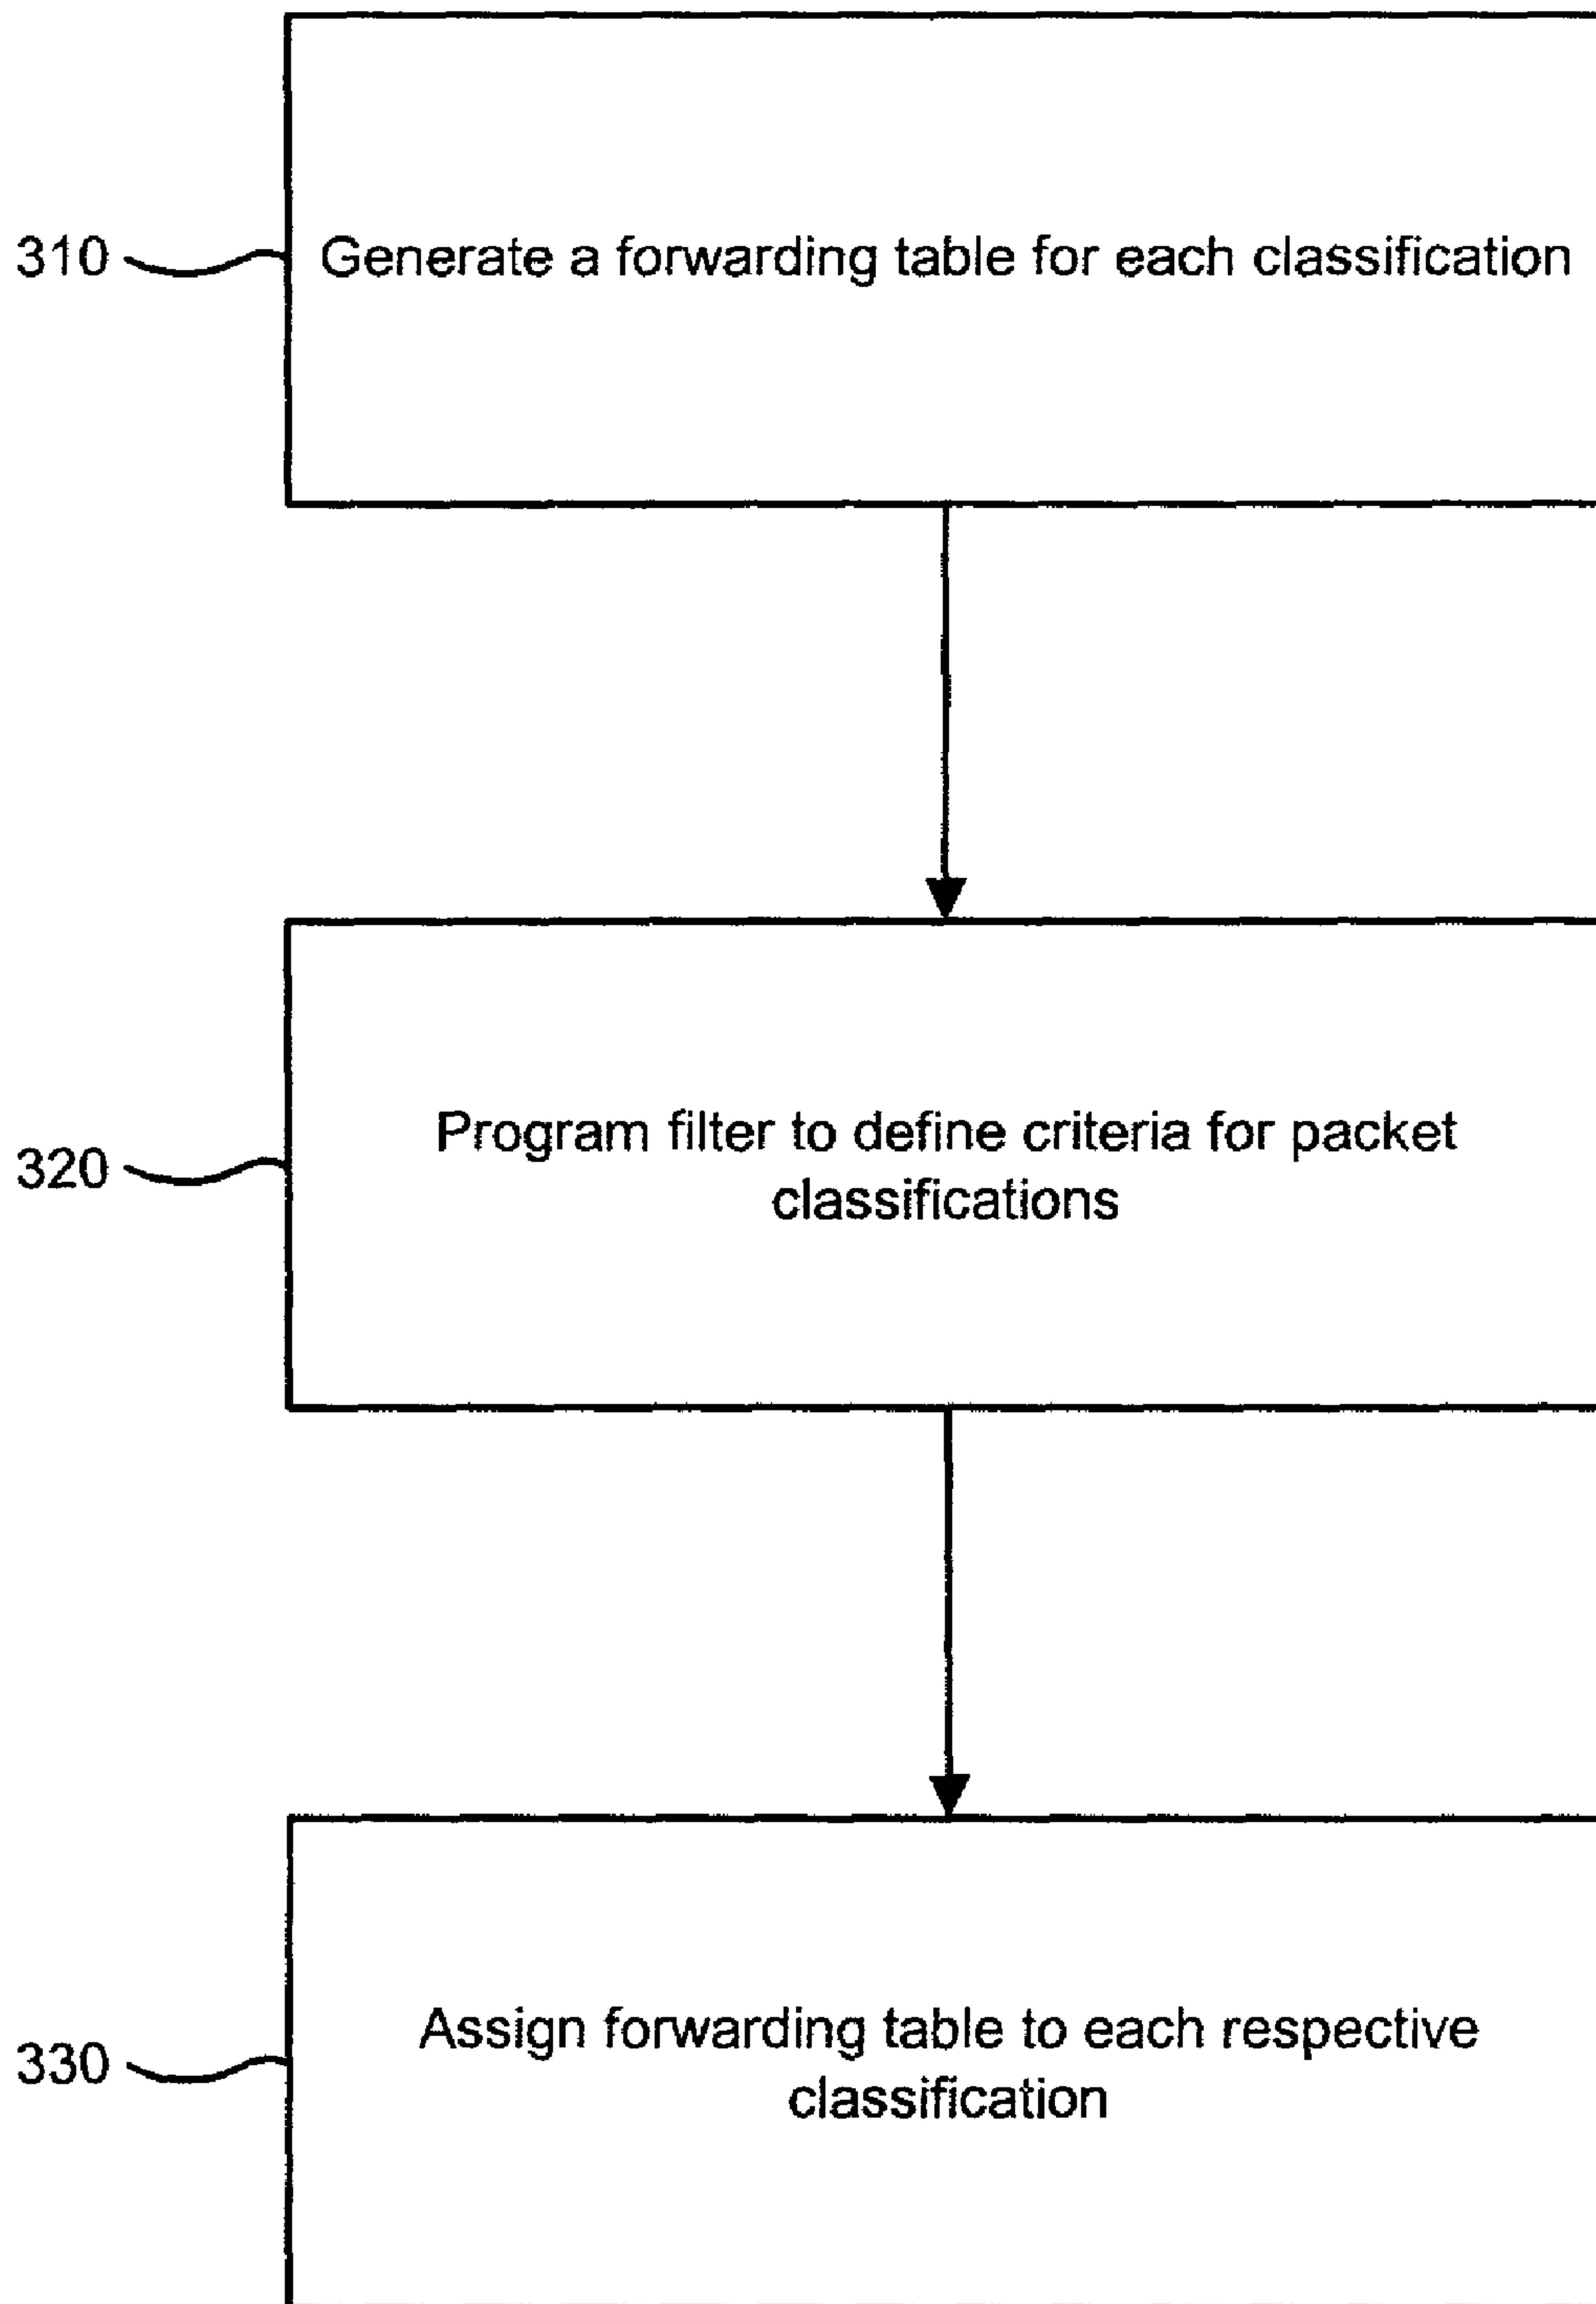 310
Generate a forwarding table for each classification
320
Program filter to define criteria for packet
classifications
330
Assign forwarding table to each respective
classification